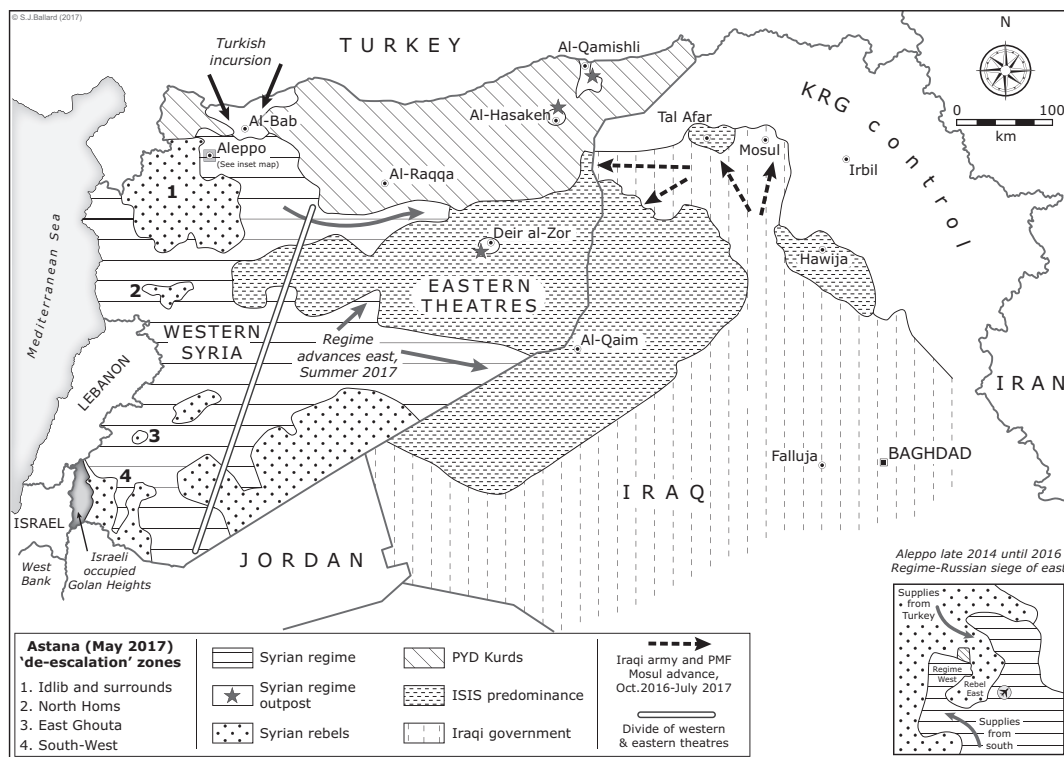 © S.J.Ballard (2017)
Turkish
incursion
TURKEY
Al-Qamishli
N
Al-Bab
Al-Hasakeh
Tal Afar
Mosul
KRG control
0 100
km
Aleppo
(See inset map)
Irbil
1
Al-Raqqa
Mediterranean Sea
Deir al-Zor
Hawija
2
EASTERN
THEATRES
WESTERN
SYRIA
Regime
advances east,
Summer 2017
Al-Qaim
LEBANON
IRAN
3
Falluja
BAGHDAD
4
IRAQ
ISRAEL
West
Bank
Israeli
occupied
Golan Heights
JORDAN
Aleppo late 2014 until 2016
Regime-Russian siege of east
Supplies
from
Turkey
Regime
West
Rebel
East
Supplies
from
south
Astana (May 2017)
‘de-escalation’ zones
1. Idlib and surrounds
2. North Homs
3. East Ghouta
4. South-West
Syrian regime
Syrian regime
outpost
Syrian rebels
PYD Kurds
ISIS predominance
Iraqi government
Iraqi army and PMF
Mosul advance,
Oct.2016-July 2017
Divide of western
& eastern theatres